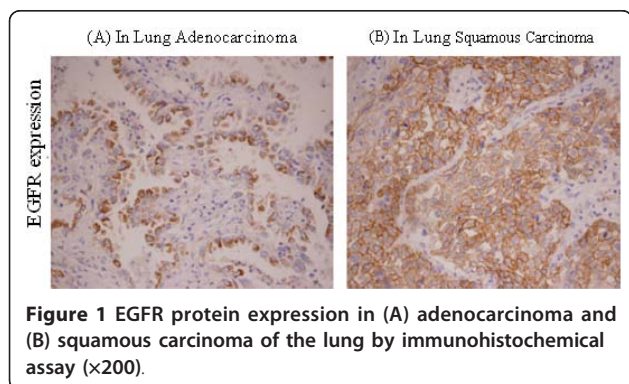 (A) In Lung Adenocarcinoma
(B) In Lung Squamous Carcinoma
EGFR expression
Figure 1 EGFR protein expression in (A) adenocarcinoma and
(B) squamous carcinoma of the lung by immunohistochemical
assay (×200).